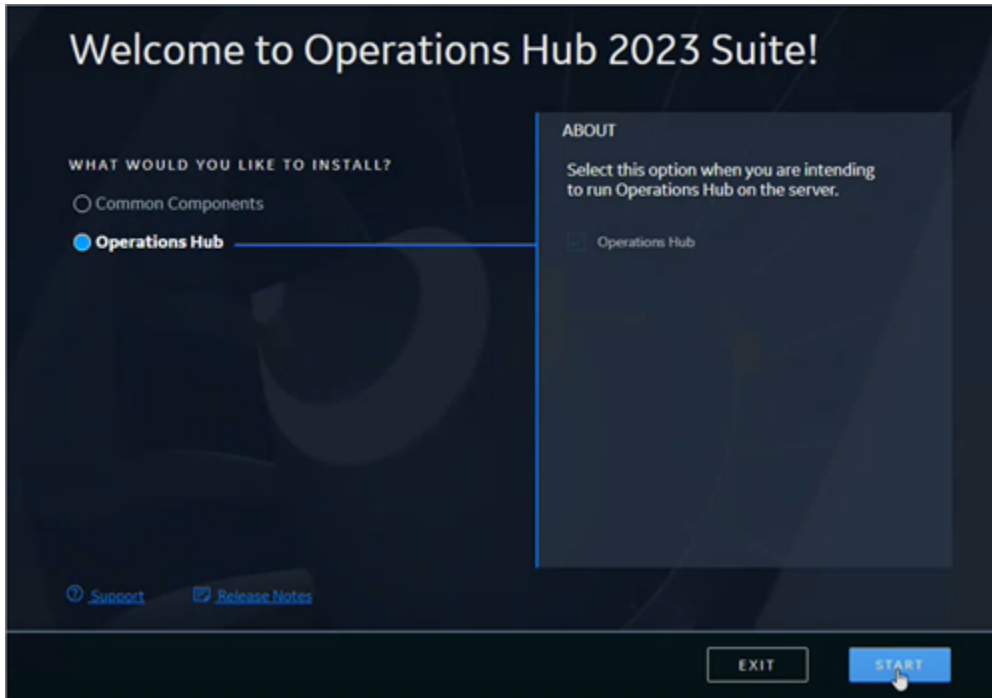 Welcome to Operations Hub 2023 Suite!
WHAT WOULD YOU LIKE TO INSTALL?
Common Components
Operations Hub
ABOUT
Select this option when you are intending
to run Operations Hub on the server.
Operations Hub
Support
Release Notes
EXIT
START